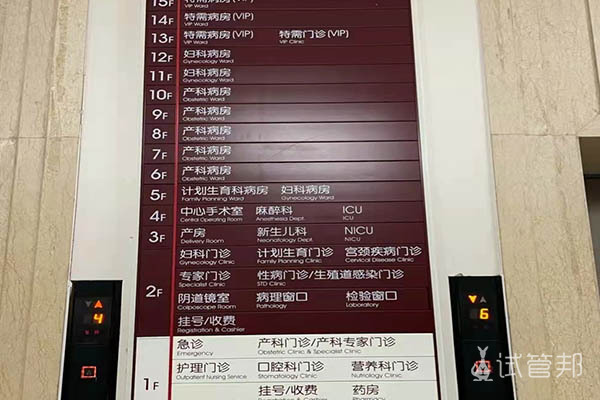 15F 特需病房(VIP)
VIP Ward
14F 特需病房(VIP)
VIP Ward
13F 特需病房(VIP) 特需门诊(VIP)
VIP Ward VIP Clinic
12F 妇科病房
Gynecology Ward
11F 妇科病房
Gynecology Ward
10F 产科病房
Obstetric Ward
9F 产科病房
Obstetric Ward
8F 产科病房
Obstetric Ward
7F 产科病房
Obstetric Ward
6F 产科病房
Obstetric Ward
5F 计划生育科病房 妇科病房
Family Planning Ward Gynecology Ward
4F 中心手术室 麻醉科 ICU
Central Operating Room Anesthesia Dept. ICU
3F 产房 新生儿科 NICU
Delivery Room Neonatology Dept. NICU
2F 妇科门诊 计划生育门诊 宫颈疾病门诊
Gynecology Clinic Family Planning Clinic Cervical Disease Clinic
专家门诊 性病门诊/生殖道感染门诊
Specialist Clinic STD Clinic
阴道镜室 病理窗口 检验窗口
Colposcope Room Pathology Laboratory
挂号/收费
Registration & Cashier
1F 急诊 产科门诊/产科专家门诊
Emergency Obstetric Clinic & Specialist Clinic
护理门诊 口腔科门诊 营养科门诊
Outpatient Nursing Service Stomatology Clinic Nutriology Clinic
挂号/收费 药房
Registration & Cashier Pharmacy
4
6
试管邦